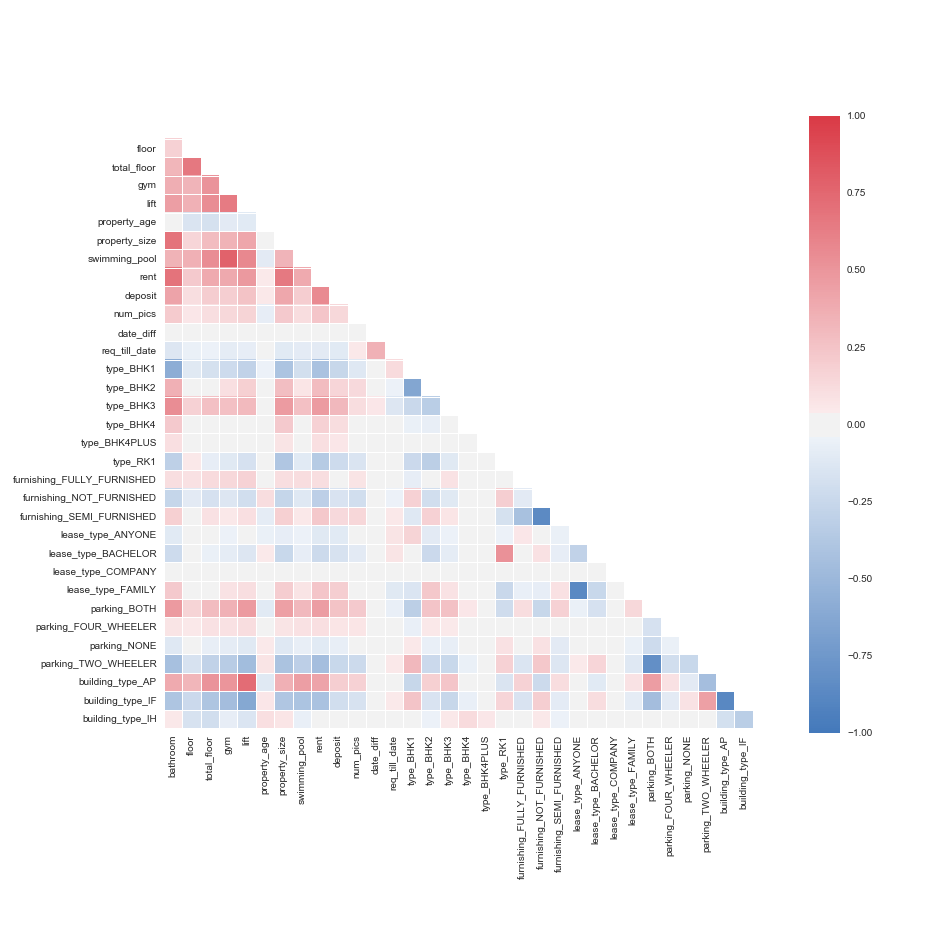 floor
total_floor
gym
lift
property_age
property_size
swimming_pool
rent
deposit
num_pics
date_diff
req_till_date
type_BHK1
type_BHK2
type_BHK3
type_BHK4
type_BHK4PLUS
type_RK1
furnishing_FULLY_FURNISHED
furnishing_NOT_FURNISHED
furnishing_SEMI_FURNISHED
lease_type_ANYONE
lease_type_BACHELOR
lease_type_COMPANY
lease_type_FAMILY
parking_BOTH
parking_FOUR_WHEELER
parking_NONE
parking_TWO_WHEELER
building_type_AP
building_type_IF
building_type_IH
bathroom
floor
total_floor
gym
lift
property_age
property_size
swimming_pool
rent
deposit
num_pics
date_diff
req_till_date
type_BHK1
type_BHK2
type_BHK3
type_BHK4
type_BHK4PLUS
type_RK1
furnishing_FULLY_FURNISHED
furnishing_NOT_FURNISHED
furnishing_SEMI_FURNISHED
lease_type_ANYONE
lease_type_BACHELOR
lease_type_COMPANY
lease_type_FAMILY
parking_BOTH
parking_FOUR_WHEELER
parking_NONE
parking_TWO_WHEELER
building_type_AP
building_type_IF
1.00
0.75
0.50
0.25
0.00
−0.25
−0.50
−0.75
−1.00